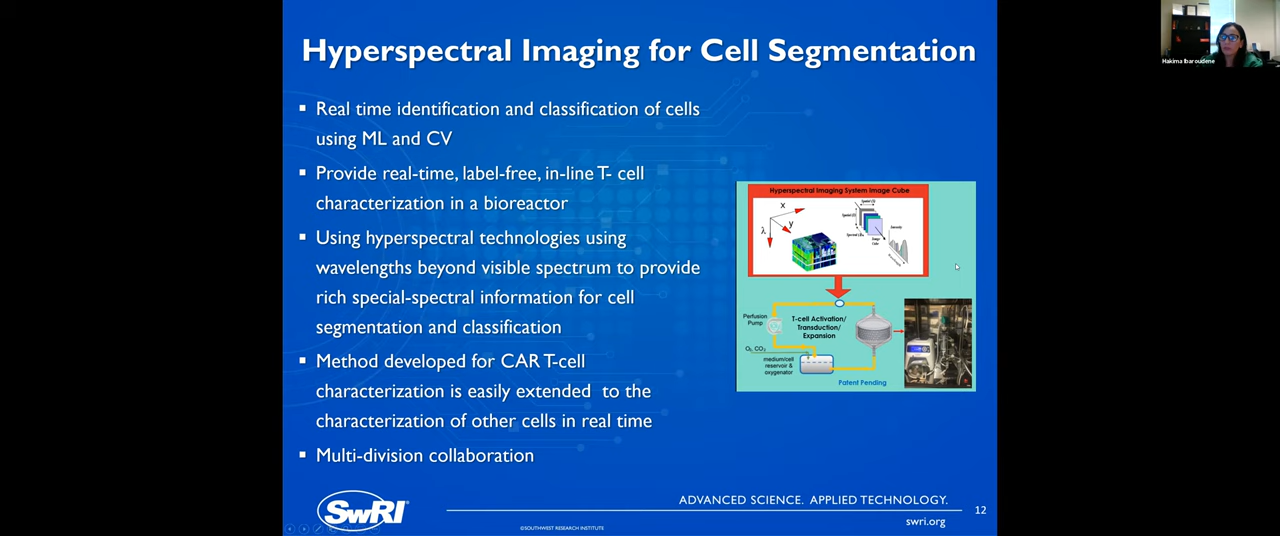 Hyperspectral Imaging for Cell Segmentation
Hakima Ibaroudene
▪ Real time identification and classification of cells
using ML and CV
▪ Provide real-time, label-free, in-line T- cell
characterization in a bioreactor
▪ Using hyperspectral technologies using
wavelengths beyond visible spectrum to provide
rich special-spectral information for cell
segmentation and classification
▪ Method developed for CAR T-cell
characterization is easily extended to the
characterization of other cells in real time
▪ Multi-division collaboration
Hyperspectral Imaging System Image Cube
x
y
λ
Image
Cube
Intensity
Perfusion
Pump
T-cell Activation/
Transduction/
Expansion
medium/cell
reservoir &
oxygenator
Patent Pending
SwRI®
ADVANCED SCIENCE. APPLIED TECHNOLOGY.
swri.org
12
©SOUTHWEST RESEARCH INSTITUTE